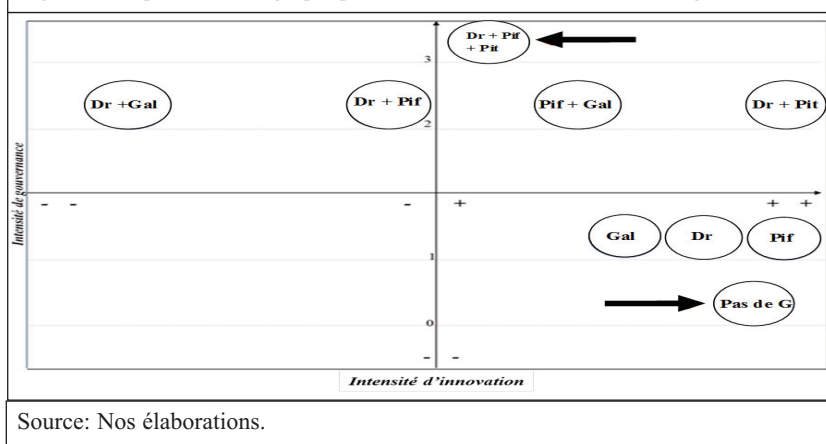 Dr + Pif
+ Pit
3
Dr +Gal
Dr + Pif
Pif + Gal
Dr + Pit
2
Intensité de gouvernance
- -
-
+
+ +
Gal
Dr
Pif
1
Pas de G
0
- -
Intensité d’innovation
Source: Nos élaborations.